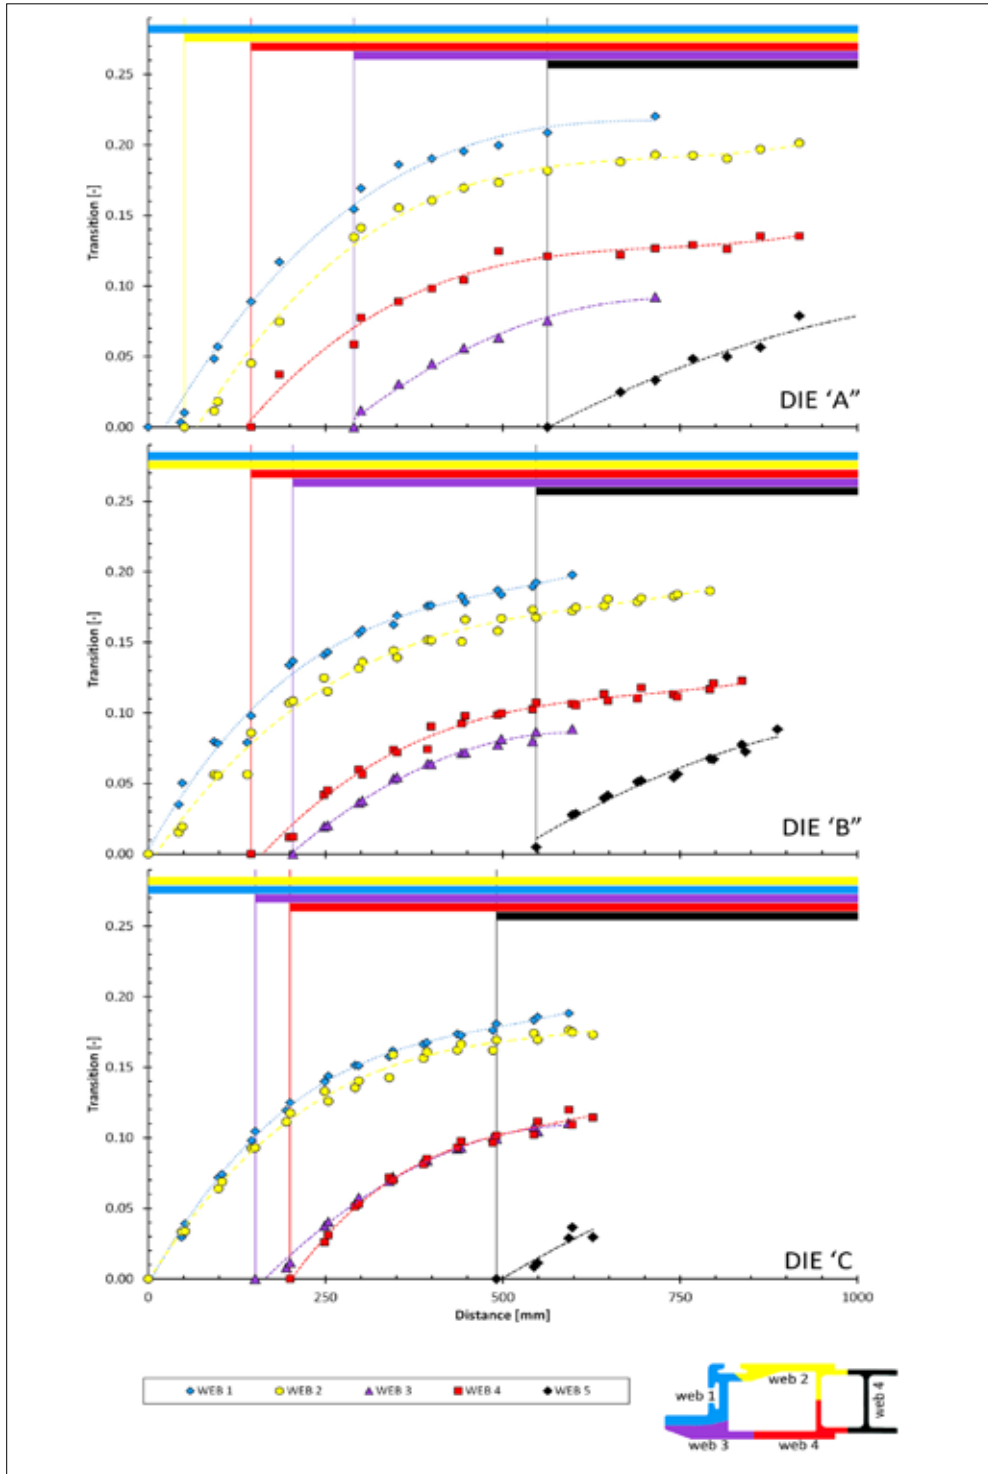 0.25
0.20
0.15
0.10
0.05
0.00
Transition [-]
DIE ‘A”
0.25
0.20
0.15
0.10
0.05
0.00
Transition [-]
DIE ‘B”
0.25
0.20
0.15
0.10
0.05
0.00
Transition [-]
DIE ‘C
0 250 500 750 1000
Distance [mm]
WEB 1 WEB 2 WEB 3 WEB 4 WEB 5
web 1
web 2
web 4
web 3
web 4